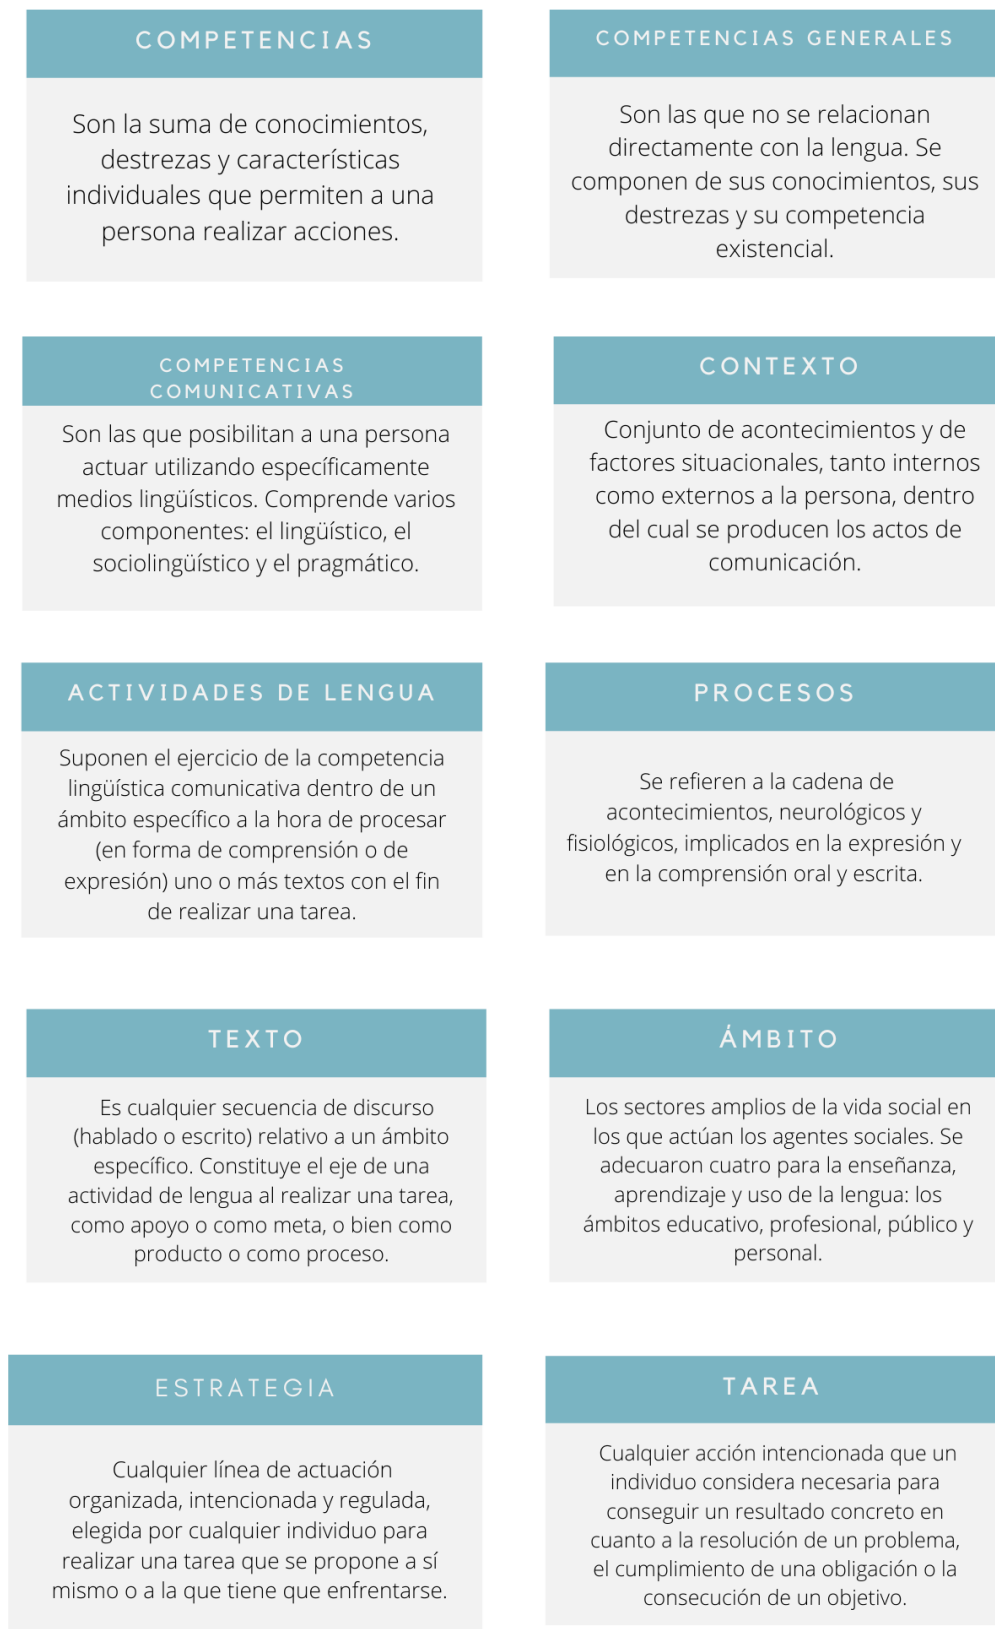 COMPETENCIAS
Son la suma de conocimientos,
destrezas y características
individuales que permiten a una
persona realizar acciones.
COMPETENCIAS GENERALES
Son las que no se relacionan
directamente con la lengua. Se
componen de sus conocimientos, sus
destrezas y su competencia
existencial.
COMPETENCIAS
COMUNICATIVAS
Son las que posibilitan a una persona
actuar utilizando específicamente
medios lingüísticos. Comprende varios
componentes: el lingüístico, el
sociolingüístico y el pragmático.
CONTEXTO
Conjunto de acontecimientos y de
factores situacionales, tanto internos
como externos a la persona, dentro
del cual se producen los actos de
comunicación.
ACTIVIDADES DE LENGUA
Suponen el ejercicio de la competencia
lingüística comunicativa dentro de un
ámbito específico a la hora de procesar
(en forma de comprensión o de
expresión) uno o más textos con el fin
de realizar una tarea.
PROCESOS
Se refieren a la cadena de
acontecimientos, neurológicos y
fisiológicos, implicados en la expresión y
en la comprensión oral y escrita.
TEXTO
Es cualquier secuencia de discurso
(hablado o escrito) relativo a un ámbito
específico. Constituye el eje de una
actividad de lengua al realizar una tarea,
como apoyo o como meta, o bien como
producto o como proceso.
ÁMBITO
Los sectores amplios de la vida social en
los que actúan los agentes sociales. Se
adecuaron cuatro para la enseñanza,
aprendizaje y uso de la lengua: los
ámbitos educativo, profesional, público y
personal.
ESTRATEGIA
Cualquier línea de actuación
organizada, intencionada y regulada,
elegida por cualquier individuo para
realizar una tarea que se propone a sí
mismo o a la que tiene que enfrentarse.
TAREA
Cualquier acción intencionada que un
individuo considera necesaria para
conseguir un resultado concreto en
cuanto a la resolución de un problema,
el cumplimiento de una obligación o la
consecución de un objetivo.